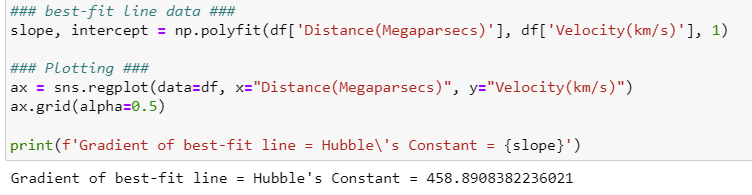 ### best-fit line data ###
slope, intercept = np.polyfit(df['Distance(Megaparsecs)'], df['Velocity(km/s)'], 1)
### Plotting ###
ax = sns.regplot(data=df, x="Distance(Megaparsecs)", y="Velocity(km/s)")
ax.grid(alpha=0.5)
print(f'Gradient of best-fit line = Hubble\'s Constant = {slope}')
Gradient of best-fit line = Hubble's Constant = 458.8908382236021